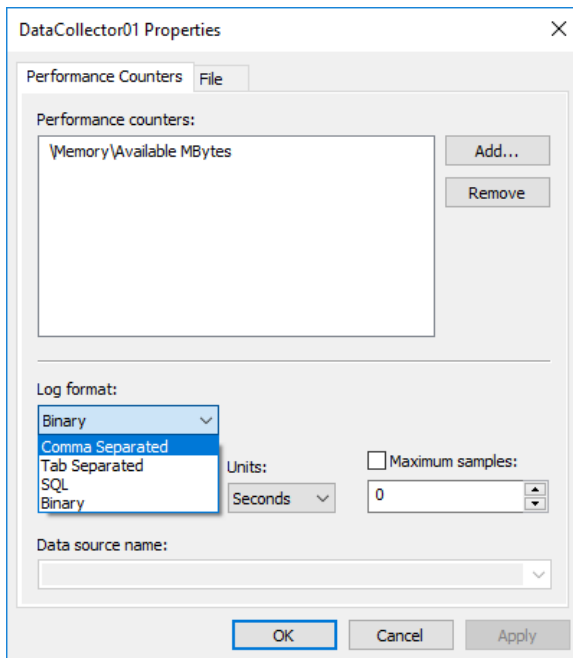 DataCollector01 Properties
Performance Counters File
Performance counters:
\Memory\Available MBytes
Add...
Remove
Log format:
Binary
Comma Separated
Tab Separated
SQL
Binary
Units:
Seconds
Maximum samples:
0
Data source name:
OK Cancel Apply